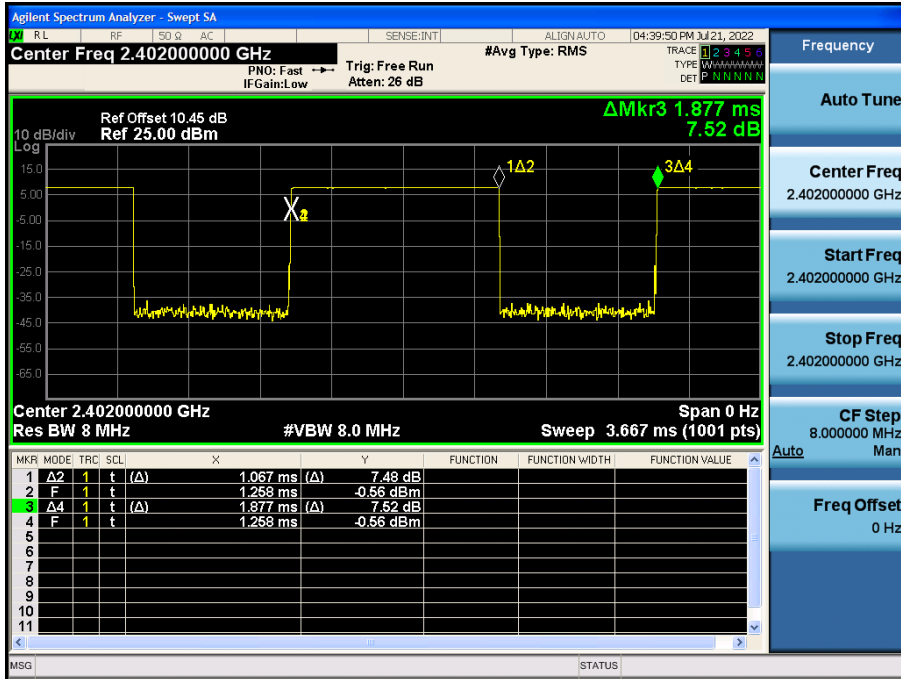 Agilent Spectrum Analyzer - Swept SA
LXI RL RF 50 Ω AC SENSE:INT ALIGN AUTO 04:39:50 PM Jul 21, 2022
Center Freq 2.402000000 GHz #Avg Type: RMS TRACE 1 2 3 4 5 6
PNO: Fast Trig: Free Run TYPE WWWWWW
IFGain:Low Atten: 26 dB DET P N N N N N
Frequency
Auto Tune
Center Freq
2.402000000 GHz
Start Freq
2.402000000 GHz
Stop Freq
2.402000000 GHz
CF Step
8.000000 MHz
Auto Man
Freq Offset
0 Hz
ΔMkr3 1.877 ms
7.52 dB
Ref Offset 10.45 dB
10 dB/div Ref 25.00 dBm
Log
15.0
5.00
-5.00
-15.0
-25.0
-35.0
-45.0
-55.0
-65.0
1Δ2
3Δ4
Center 2.402000000 GHz Span 0 Hz
Res BW 8 MHz #VBW 8.0 MHz Sweep 3.667 ms (1001 pts)
MKR MODE TRC SCL X Y FUNCTION FUNCTION WIDTH FUNCTION VALUE
1 Δ2 1 t (Δ) 1.067 ms (Δ) 7.48 dB
2 F 1 t 1.258 ms -0.56 dBm
3 Δ4 1 t (Δ) 1.877 ms (Δ) 7.52 dB
4 F 1 t 1.258 ms -0.56 dBm
5
6
7
8
9
10
11
MSG STATUS